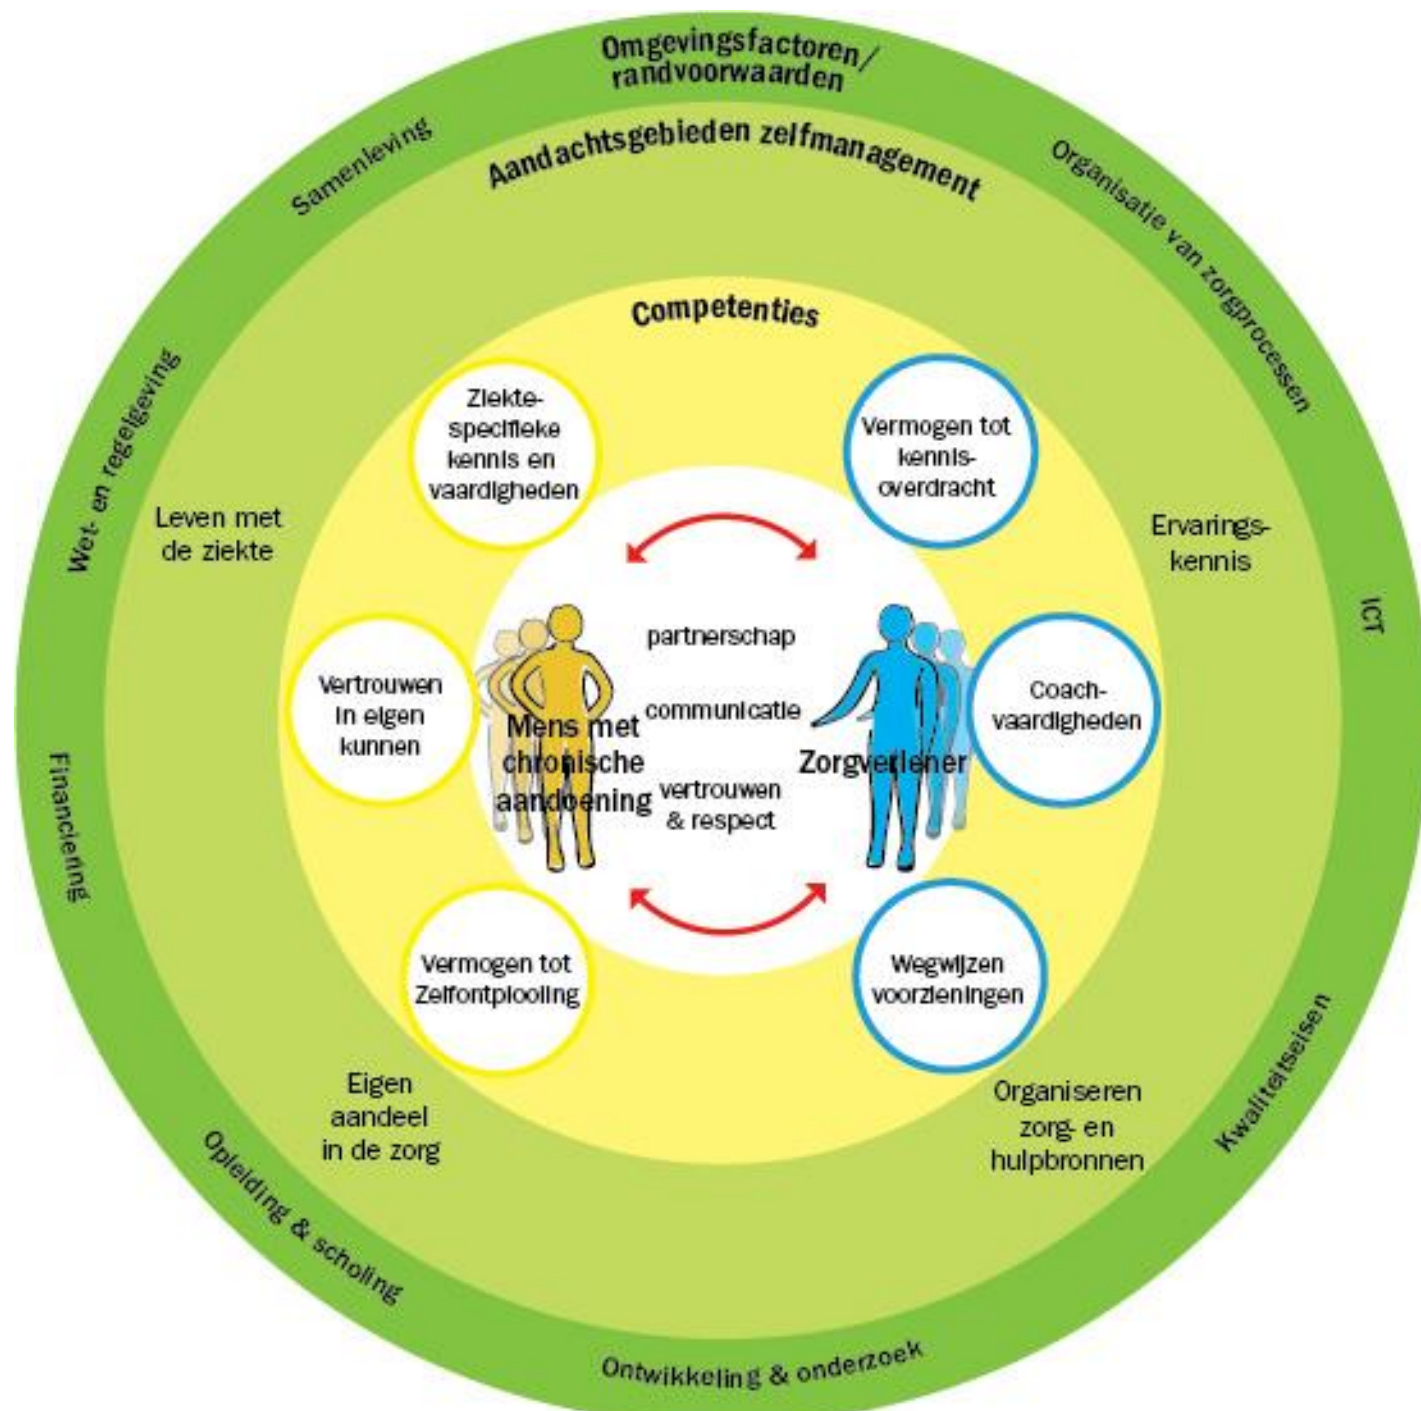 Omgevingsfactoren/
randvoorwaarden
Aandachtsgebieden zelfmanagement
Competenties
Samenleving
Organisatie van zorgprocessen
Wet- en regelgeving
ICT
Financiering
Kwaliteitseisen
Opleiding & scholing
Ontwikkeling & onderzoek
Leven met
de ziekte
Ervarings-
kennis
Eigen
aandeel
in de zorg
Organiseren
zorg- en
hulpbronnen
Ziekte-
specifieke
kennis en
vaardigheden
Vermogen tot
kennis-
overdracht
Vertrouwen
in eigen
kunnen
Coach-
vaardigheden
Vermogen tot
Zelfontplooiing
Wegwijzen
voorzieningen
partnerschap
communicatie
vertrouwen
& respect
Mens met
chronische
aandoening
Zorgverlener